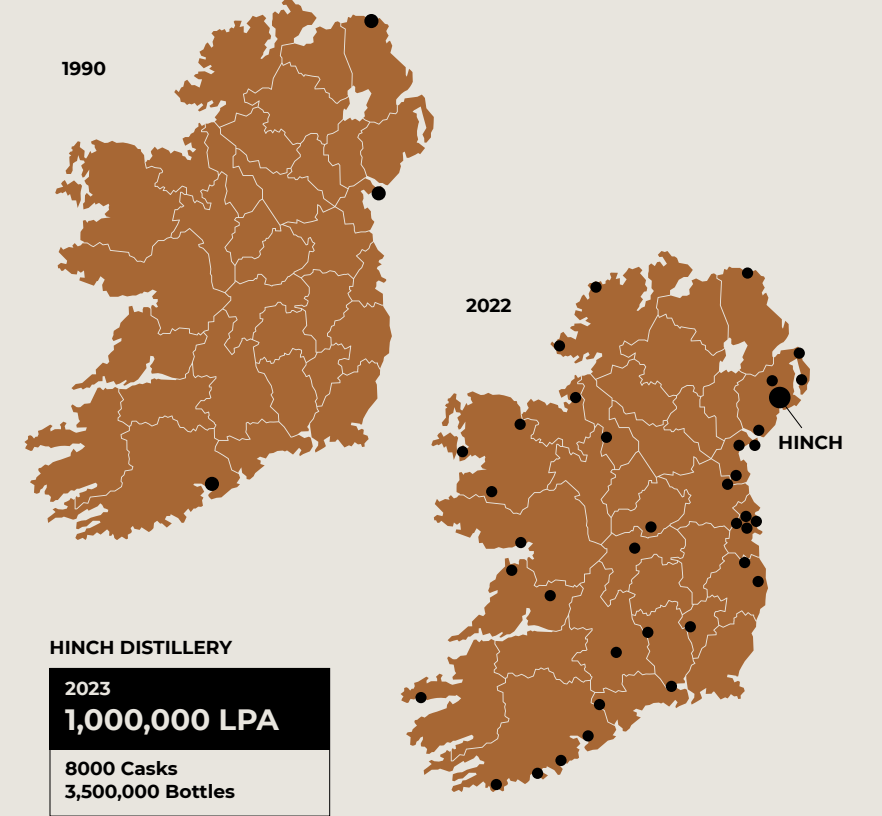 1990
2022
HINCH
HINCH DISTILLERY
2023
1,000,000 LPA
8000 Casks
3,500,000 Bottles